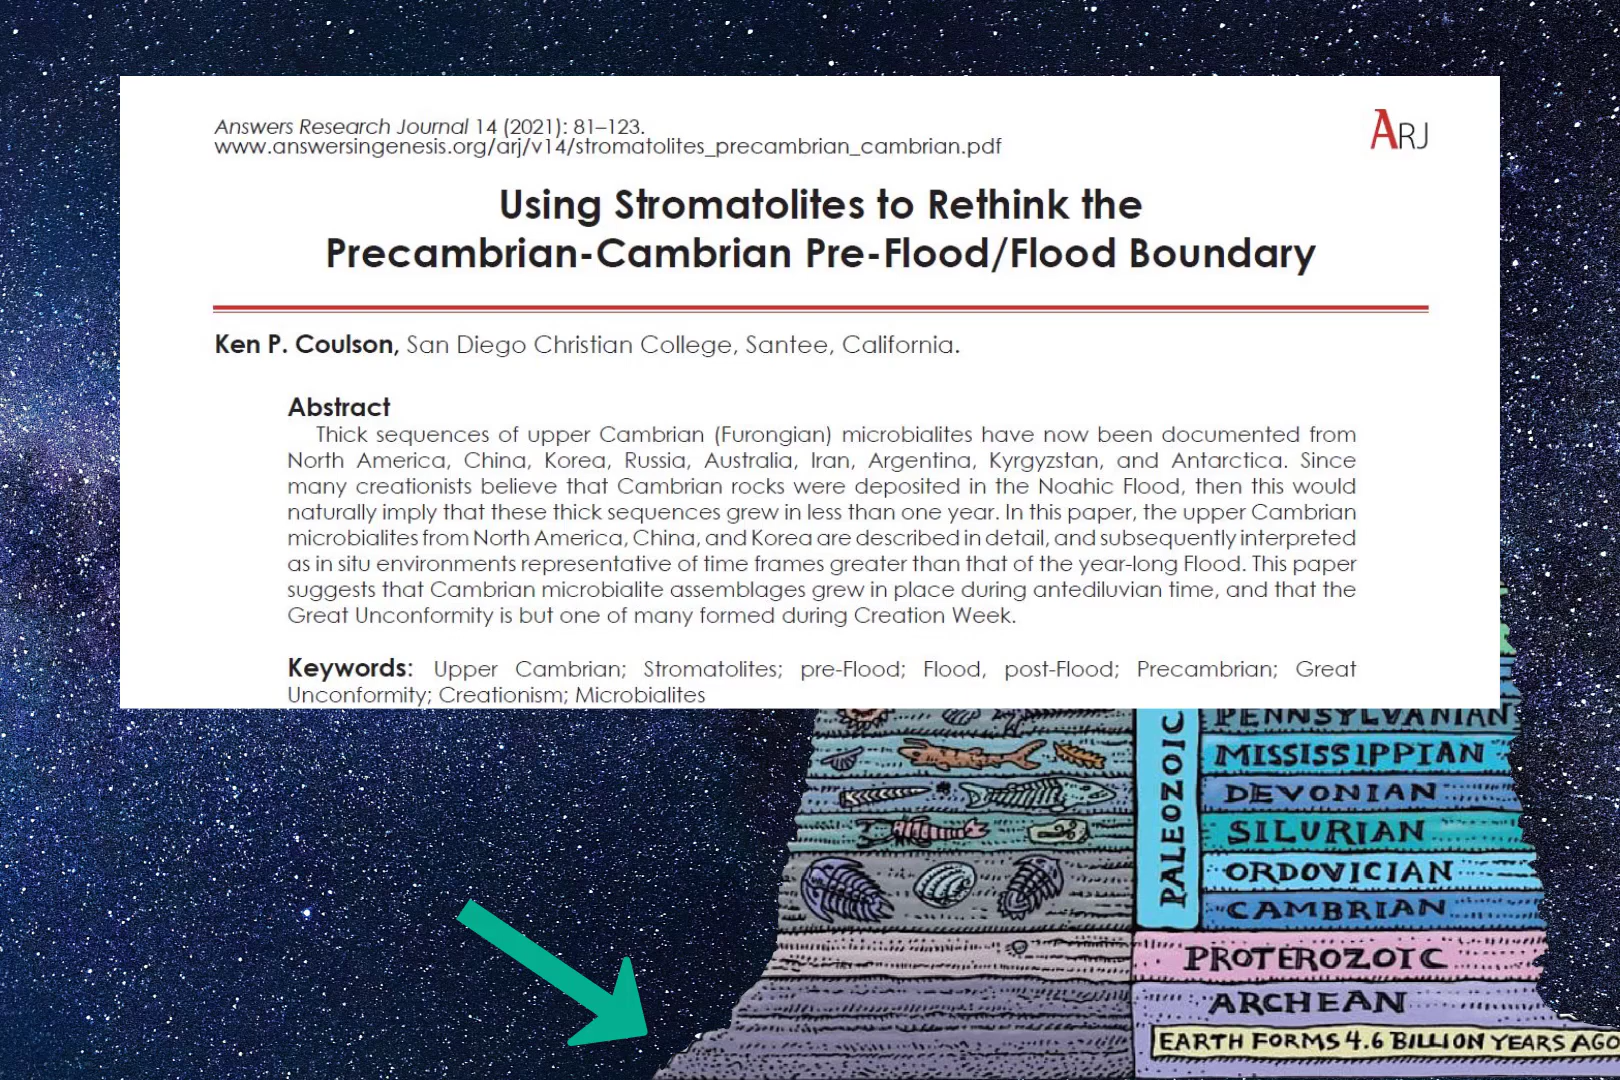 Answers Research Journal 14 (2021): 81–123.
www.answersingenesis.org/arj/v14/stromatolites_precambrian_cambrian.pdf
ARJ
Using Stromatolites to Rethink the
Precambrian-Cambrian Pre-Flood/Flood Boundary
Ken P. Coulson, San Diego Christian College, Santee, California.
Abstract
Thick sequences of upper Cambrian (Furongian) microbialites have now been documented from
North America, China, Korea, Russia, Australia, Iran, Argentina, Kyrgyzstan, and Antarctica. Since
many creationists believe that Cambrian rocks were deposited in the Noahic Flood, then this would
naturally imply that these thick sequences grew in less than one year. In this paper, the upper Cambrian
microbialites from North America, China, and Korea are described in detail, and subsequently interpreted
as in situ environments representative of time frames greater than that of the year-long Flood. This paper
suggests that Cambrian microbialite assemblages grew in place during antediluvian time, and that the
Great Unconformity is but one of many formed during Creation Week.
Keywords: Upper Cambrian; Stromatolites; pre-Flood; Flood, post-Flood; Precambrian; Great
Unconformity; Creationism; Microbialites
PALEOZOIC
PENNSYLVANIAN
MISSISSIPPIAN
DEVONIAN
SILURIAN
ORDOVICIAN
CAMBRIAN
PROTEROZOIC
ARCHEAN
EARTH FORMS 4.6 BILLION YEARS AGO